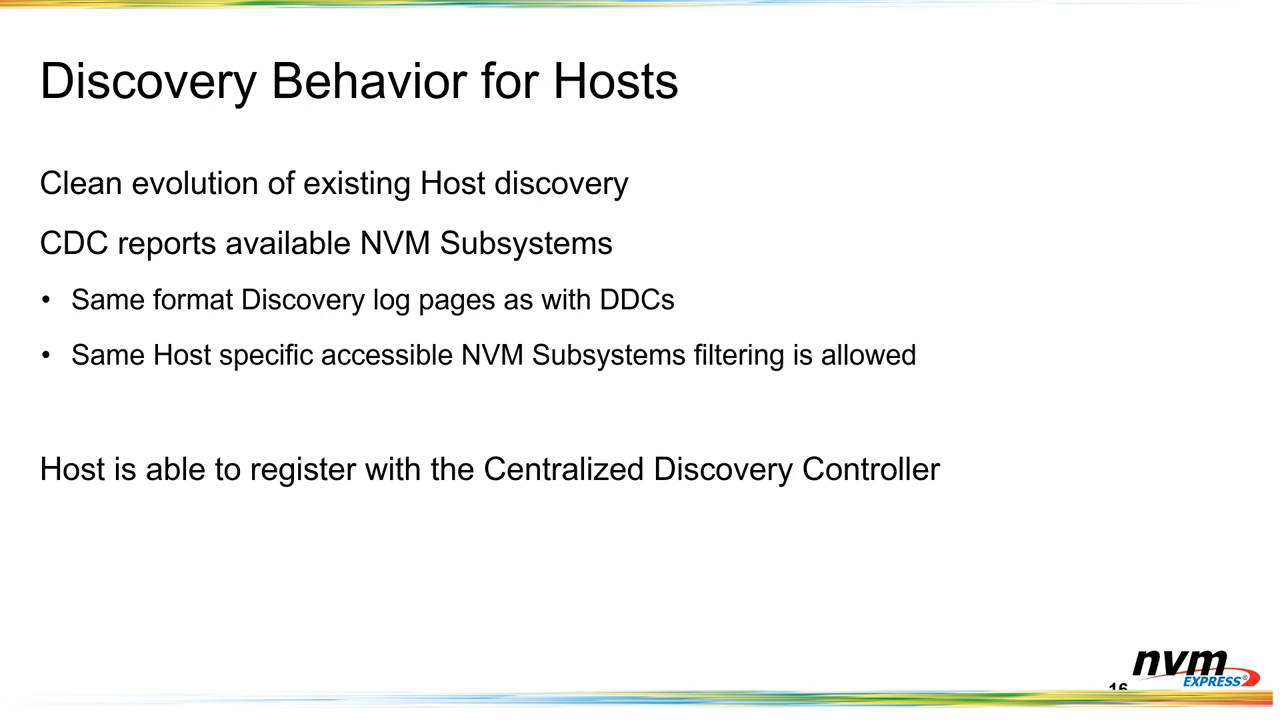 Discovery Behavior for Hosts
Clean evolution of existing Host discovery
CDC reports available NVM Subsystems
• Same format Discovery log pages as with DDCs
• Same Host specific accessible NVM Subsystems filtering is allowed
Host is able to register with the Centralized Discovery Controller
16
nvm
EXPRESS®